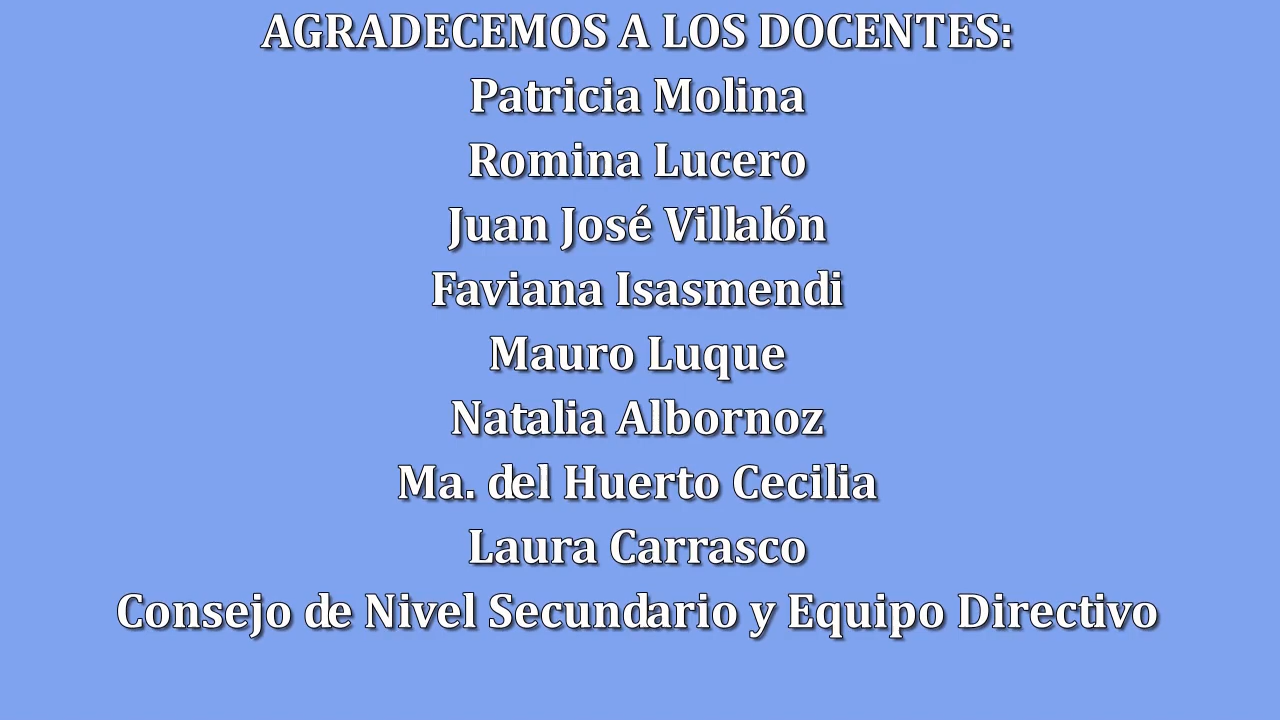 AGRADECEMOS A LOS DOCENTES:
Patricia Molina
Romina Lucero
Juan José Villalón
Faviana Isasmendi
Mauro Luque
Natalia Albornoz
Ma. del Huerto Cecilia
Laura Carrasco
Consejo de Nivel Secundario y Equipo Directivo